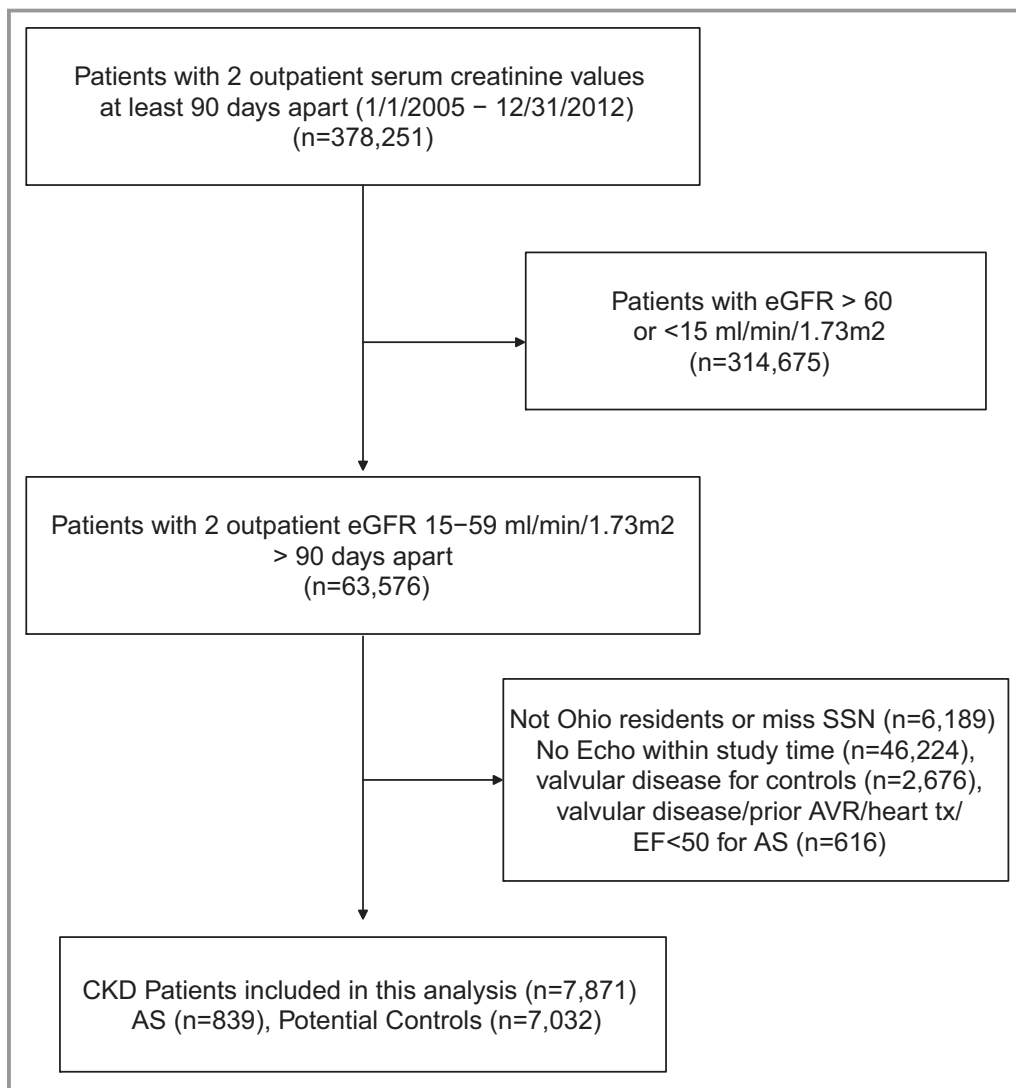 Patients with 2 outpatient serum creatinine values
at least 90 days apart (1/1/2005 − 12/31/2012)
(n=378,251)
Patients with eGFR > 60
or <15 ml/min/1.73m2
(n=314,675)
Patients with 2 outpatient eGFR 15−59 ml/min/1.73m2
> 90 days apart
(n=63,576)
Not Ohio residents or miss SSN (n=6,189)
No Echo within study time (n=46,224),
valvular disease for controls (n=2,676),
valvular disease/prior AVR/heart tx/
EF<50 for AS (n=616)
CKD Patients included in this analysis (n=7,871)
AS (n=839), Potential Controls (n=7,032)